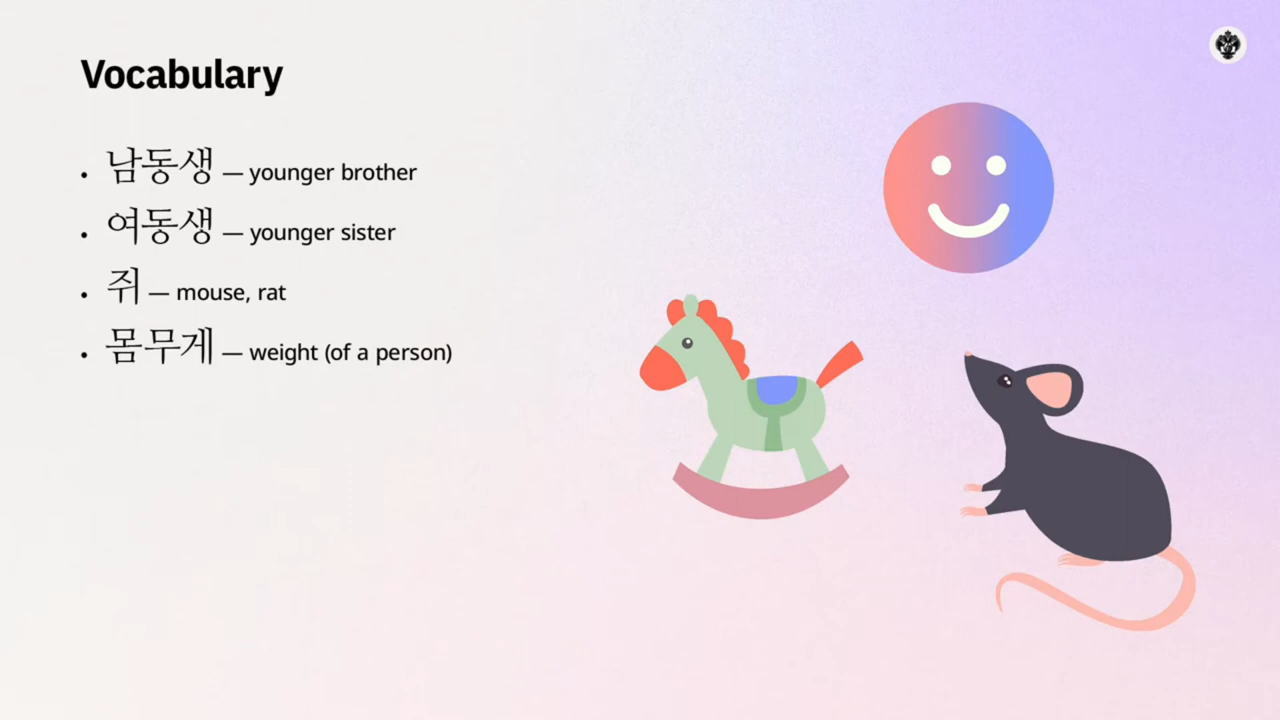 Vocabulary
• 남동생 — younger brother
• 여동생 — younger sister
• 쥐 — mouse, rat
• 몸무게 — weight (of a person)